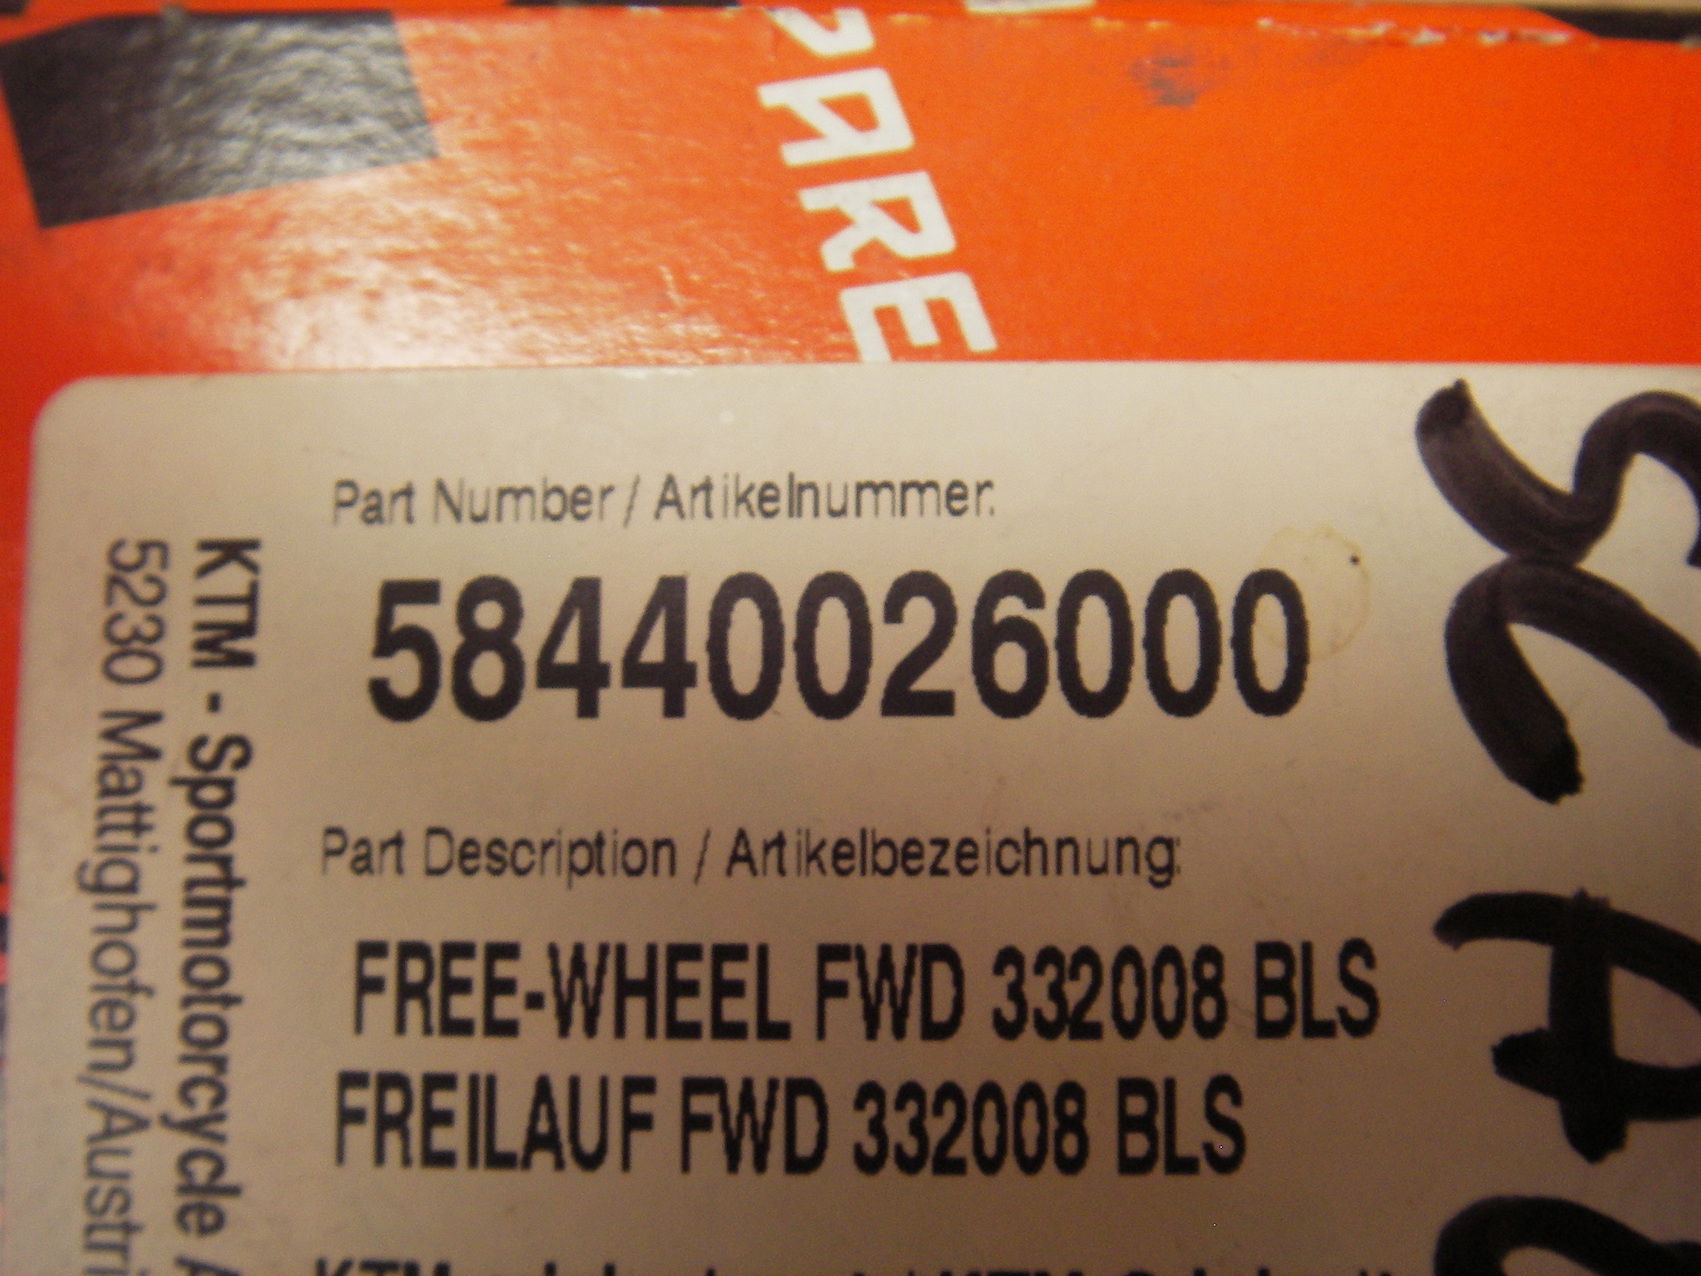 SPARE
Part Number / Artikelnummer:
58440026000
Part Description / Artikelbezeichnung:
FREE-WHEEL FWD 332008 BLS
FREILAUF FWD 332008 BLS
KTM - Sportmotorcycle A
5230 Mattighofen/Austri